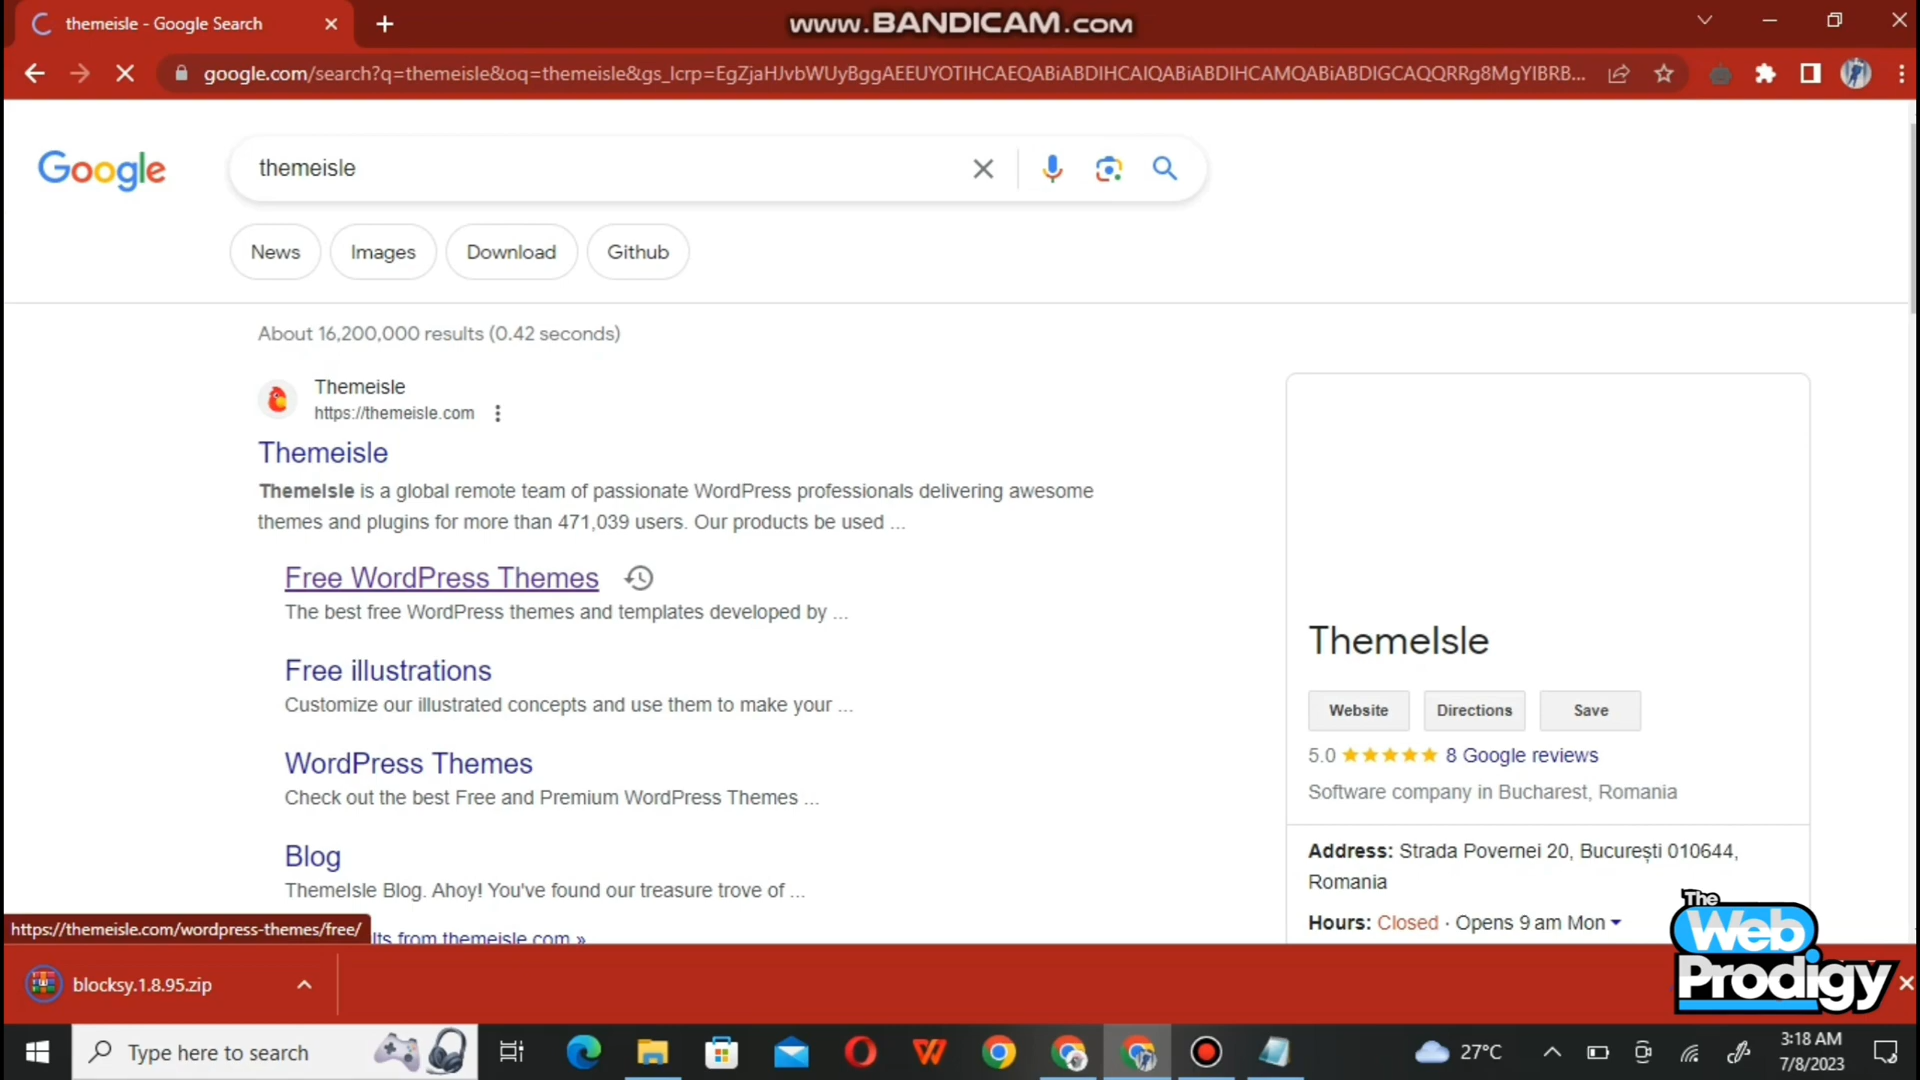 themeisle - Google Search
www.BANDICAM.com
google.com/search?q=themeisle&oq=themeisle&gs_lcrp=EgZjaHJvbWUyBggAEEUYOTIHCAEQABiABDIHCAIQABiABDIHCAMQABiABDIGCAQQRRg8MgYIBRB...
Google
themeisle
News
Images
Download
Github
About 16,200,000 results (0.42 seconds)
Themeisle
https://themeisle.com
Themeisle
ThemeIsle is a global remote team of passionate WordPress professionals delivering awesome
themes and plugins for more than 471,039 users. Our products be used ...
Free WordPress Themes
The best free WordPress themes and templates developed by ...
Free illustrations
Customize our illustrated concepts and use them to make your ...
WordPress Themes
Check out the best Free and Premium WordPress Themes ...
Blog
ThemeIsle Blog. Ahoy! You've found our treasure trove of ...
lts from themeisle.com »
ThemeIsle
Website
Directions
Save
5.0
8 Google reviews
Software company in Bucharest, Romania
Address: Strada Povernei 20, București 010644,
Romania
Hours: Closed · Opens 9 am Mon
https://themeisle.com/wordpress-themes/free/
The
Web
Prodigy
blocksy.1.8.95.zip
Type here to search
27°C
3:18 AM
7/8/2023